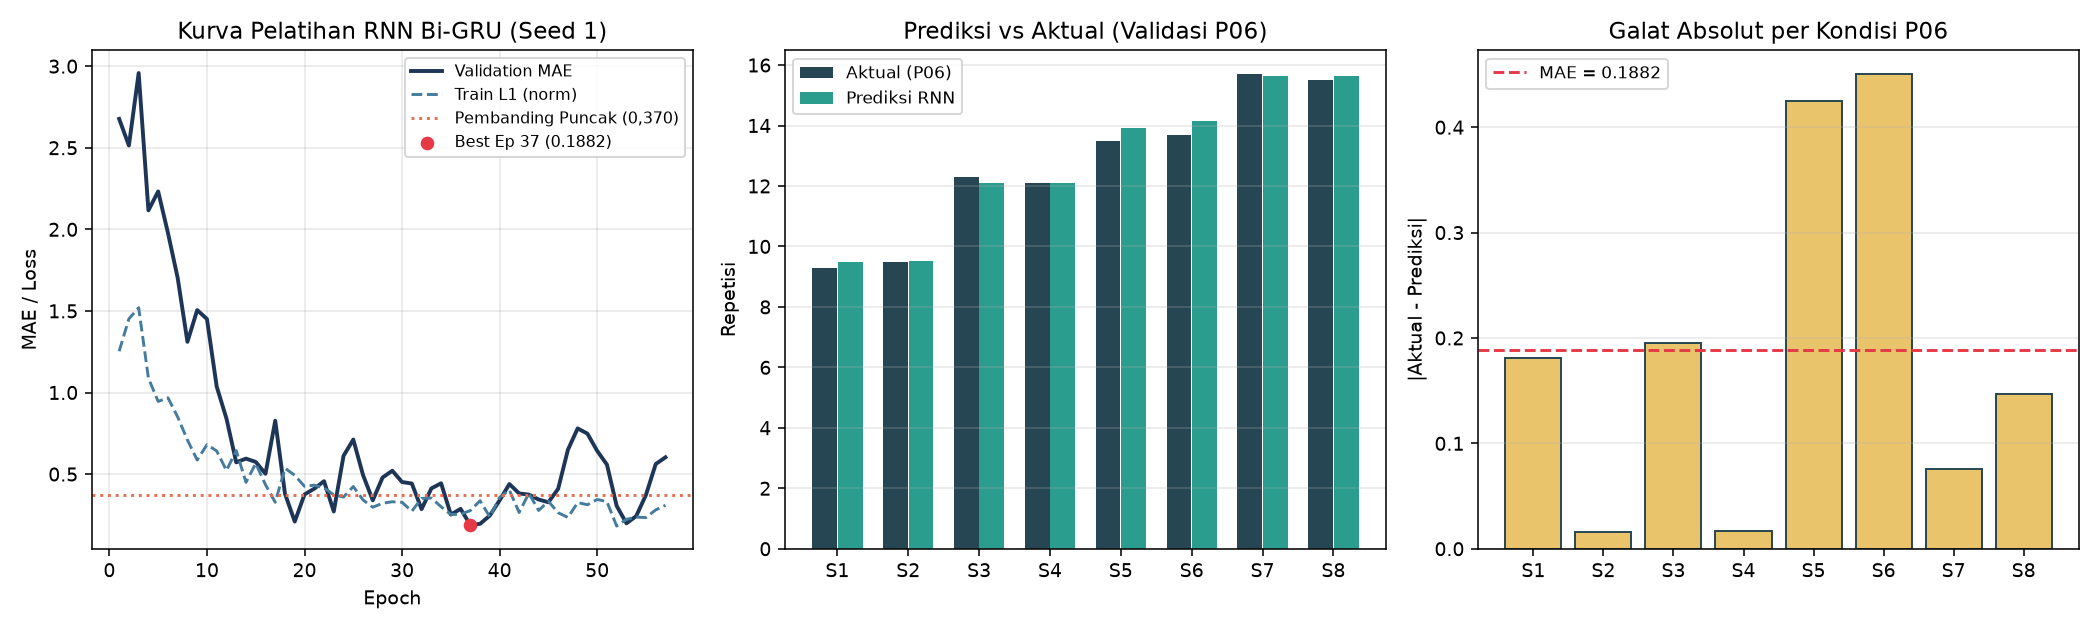 Kurva Pelatihan RNN Bi-GRU (Seed 1)
MAE / Loss
3.0
2.5
2.0
1.5
1.0
0.5
Validation MAE
Train L1 (norm)
Pembanding Puncak (0,370)
Best Ep 37 (0.1882)
0 10 20 30 40 50
Epoch
Prediksi vs Aktual (Validasi P06)
Repetisi
16
14
12
10
8
6
4
2
0
Aktual (P06)
Prediksi RNN
S1 S2 S3 S4 S5 S6 S7 S8
Galat Absolut per Kondisi P06
|Aktual - Prediksi|
0.4
0.3
0.2
0.1
0.0
MAE = 0.1882
S1 S2 S3 S4 S5 S6 S7 S8